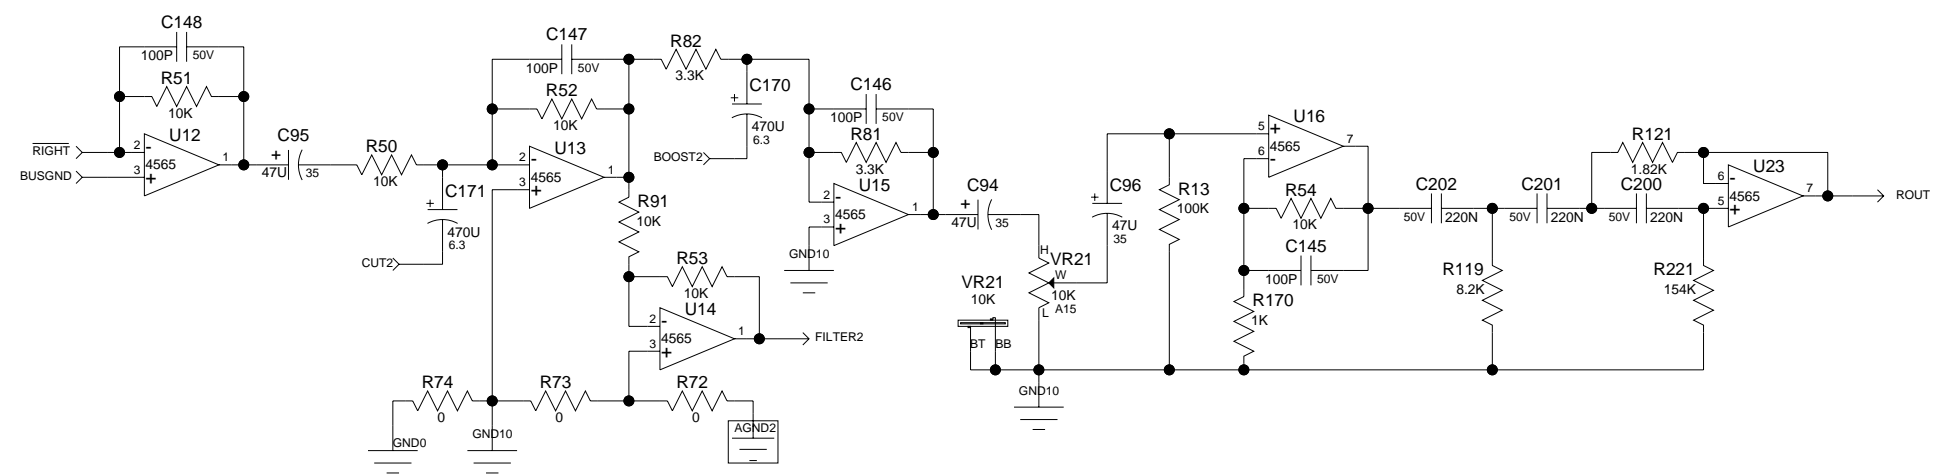 C148
100P 50V
R51
10K
RIGHT
BUSGND
2 -
3 +
U12
4565
1
C95
+
47U 35
R50
10K
C171
+
470U
6.3
CUT2
C147
100P 50V
R52
10K
U13
2 -
3 +
4565
1
R82
3.3K
C170
+
470U
6.3
BOOST2
R91
10K
R53
10K
U14
2 -
3 +
4565
1
FILTER2
R74
0
R73
0
R72
0
GND0
GND10
AGND2
C146
100P 50V
R81
3.3K
U15
2 -
3 +
4565
1
GND10
C94
+
47U 35
H
VR21
W
10K
A15
L
VR21
10K
BT BB
GND10
C96
+
47U
35
R13
100K
U16
5 +
6 -
4565
7
R54
10K
C145
100P 50V
R170
1K
C202
50V 220N
C201
50V 220N
C200
50V 220N
R119
8.2K
R121
1.82K
R221
154K
U23
6 -
5 +
4565
7
ROUT